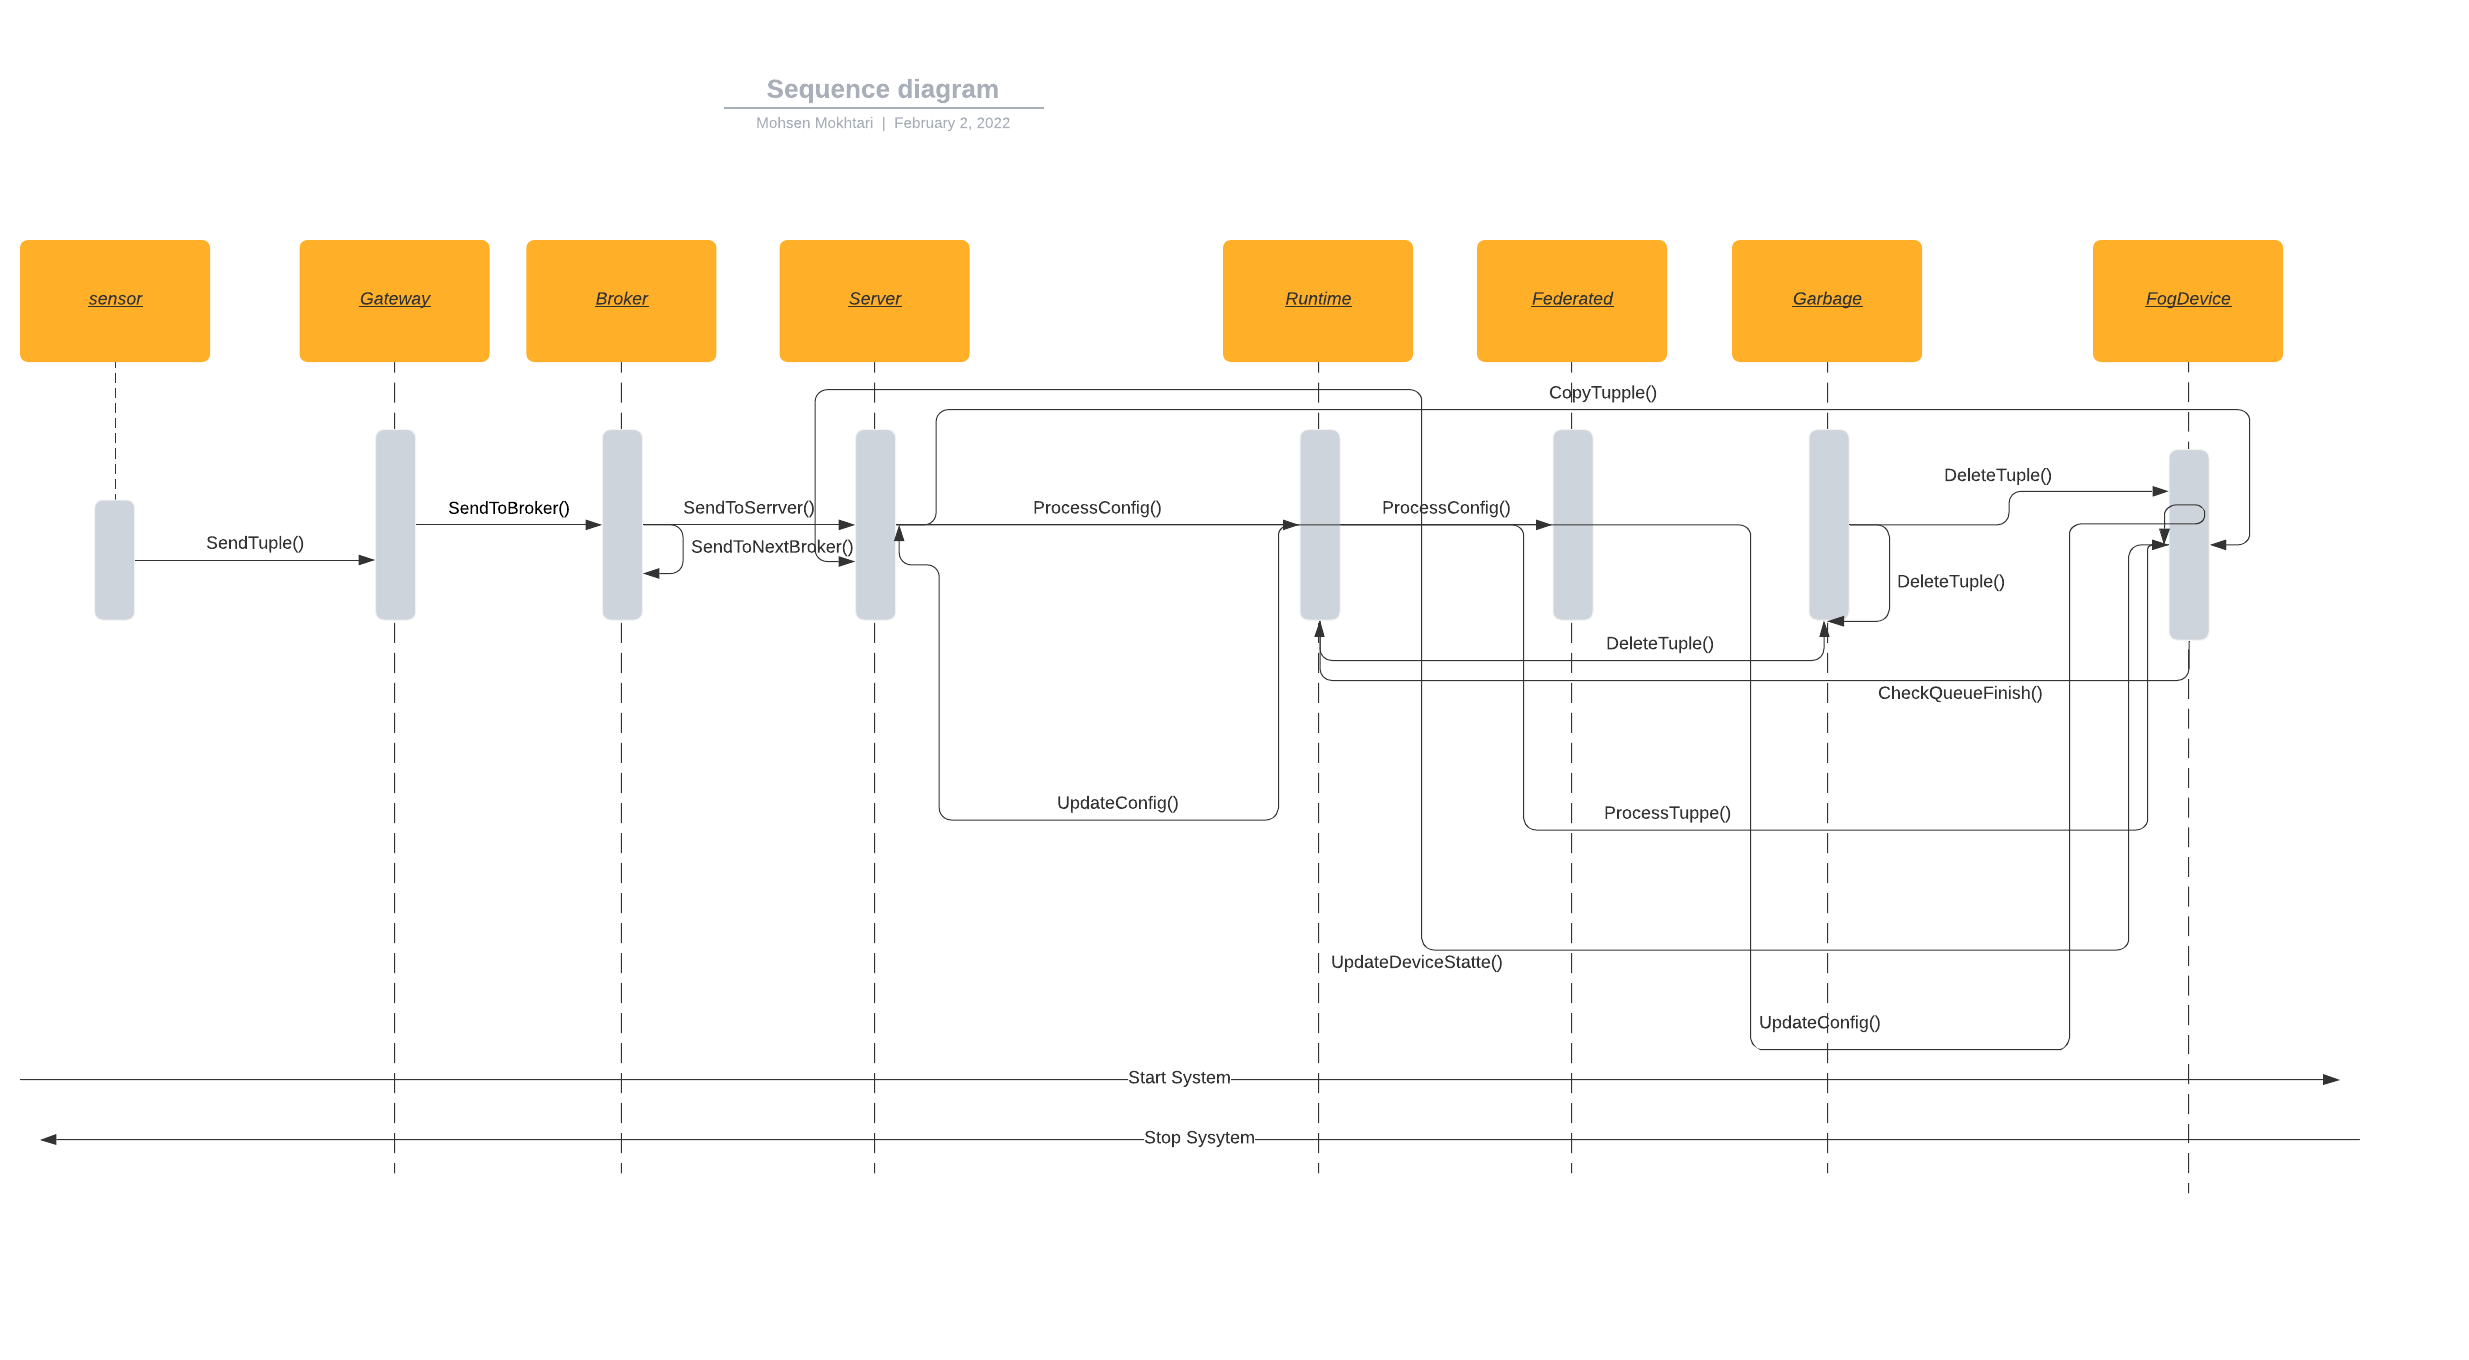 Sequence diagram
Mohsen Mokhtari | February 2, 2022
sensor
Gateway
Broker
Server
Runtime
Federated
Garbage
FogDevice
CopyTupple()
DeleteTuple()
SendToBroker()
SendToSerrver()
ProcessConfig()
ProcessConfig()
SendTuple()
SendToNextBroker()
DeleteTuple()
DeleteTuple()
CheckQueueFinish()
UpdateConfig()
ProcessTuppe()
UpdateDeviceStatte()
UpdateConfig()
Start System
Stop Sysytem